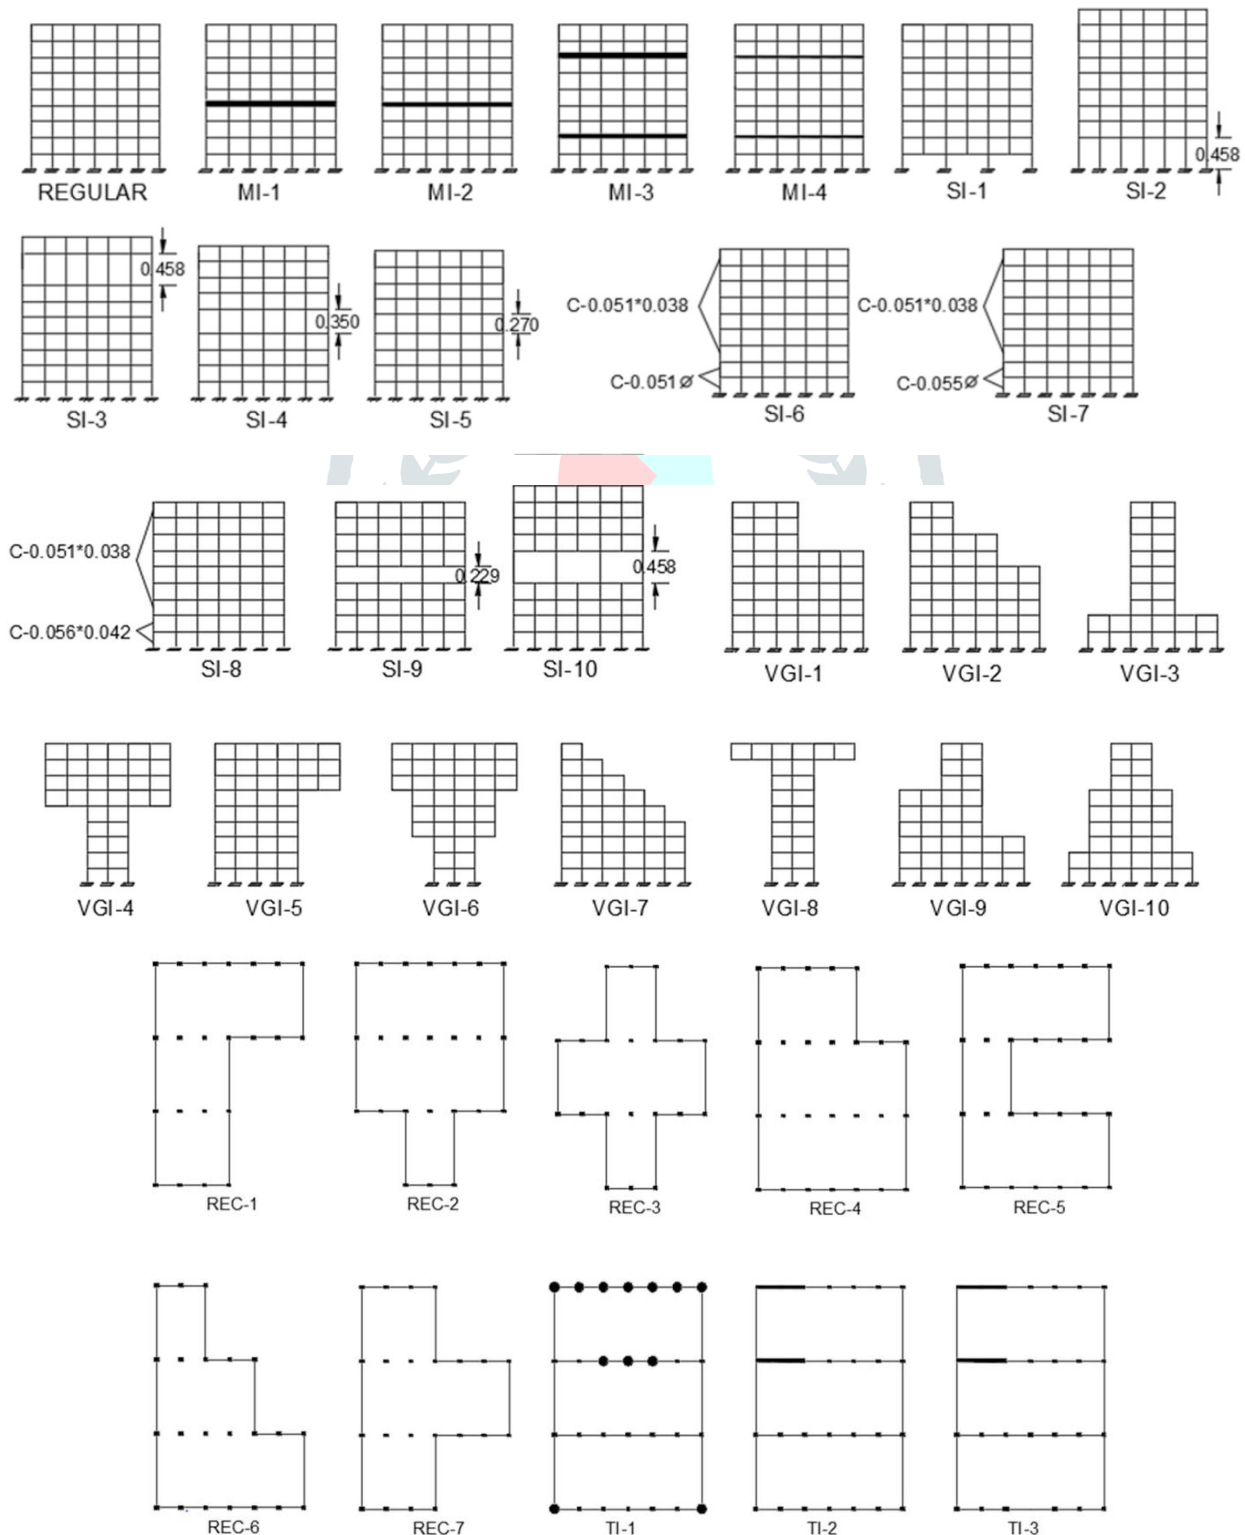 REGULAR MI-1 MI-2 MI-3 MI-4 SI-1 SI-2
0.458
0.458
0.350
0.270
C-0.051*0.038
C-0.051⌀
C-0.051*0.038
C-0.055⌀
SI-3 SI-4 SI-5 SI-6 SI-7
C-0.051*0.038
C-0.056*0.042
0.229
0.458
SI-8 SI-9 SI-10 VGI-1 VGI-2 VGI-3
VGI-4 VGI-5 VGI-6 VGI-7 VGI-8 VGI-9 VGI-10
REC-1 REC-2 REC-3 REC-4 REC-5
REC-6 REC-7 TI-1 TI-2 TI-3